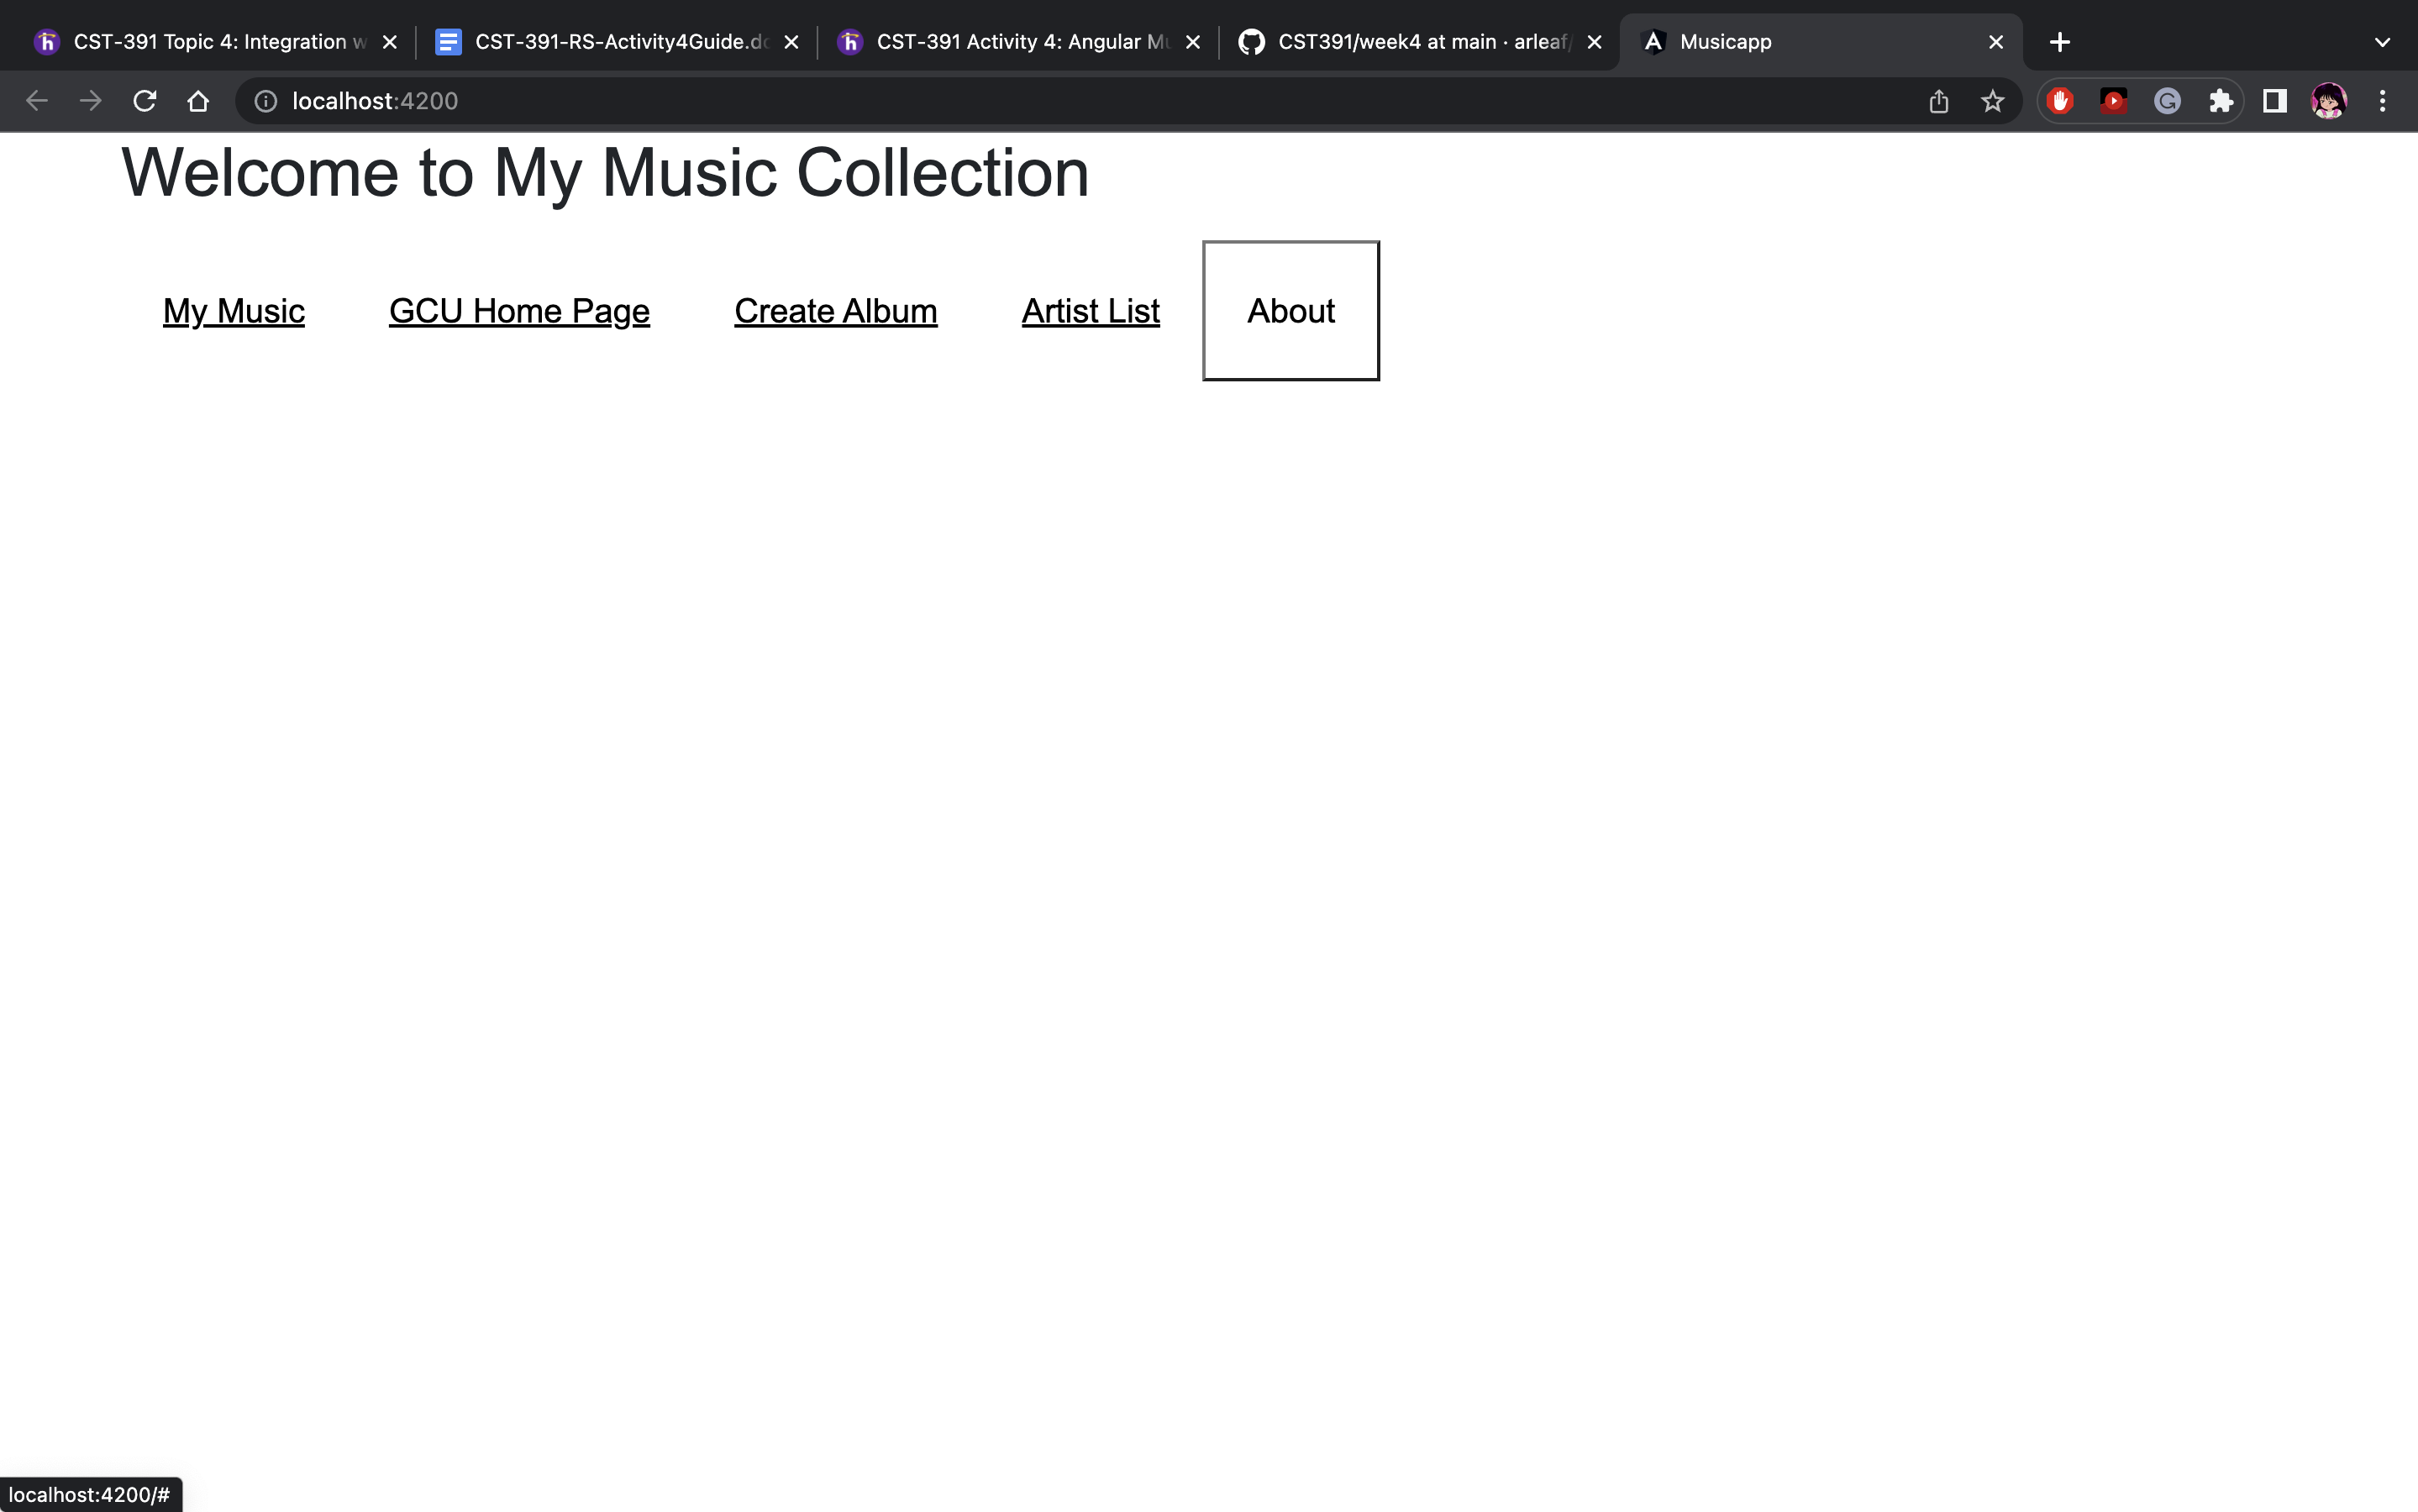 CST-391 Topic 4: Integration w
CST-391-RS-Activity4Guide.do
CST-391 Activity 4: Angular Mu
CST391/week4 at main · arleaf/
Musicapp
localhost:4200
Welcome to My Music Collection
My Music GCU Home Page Create Album Artist List About
localhost:4200/#